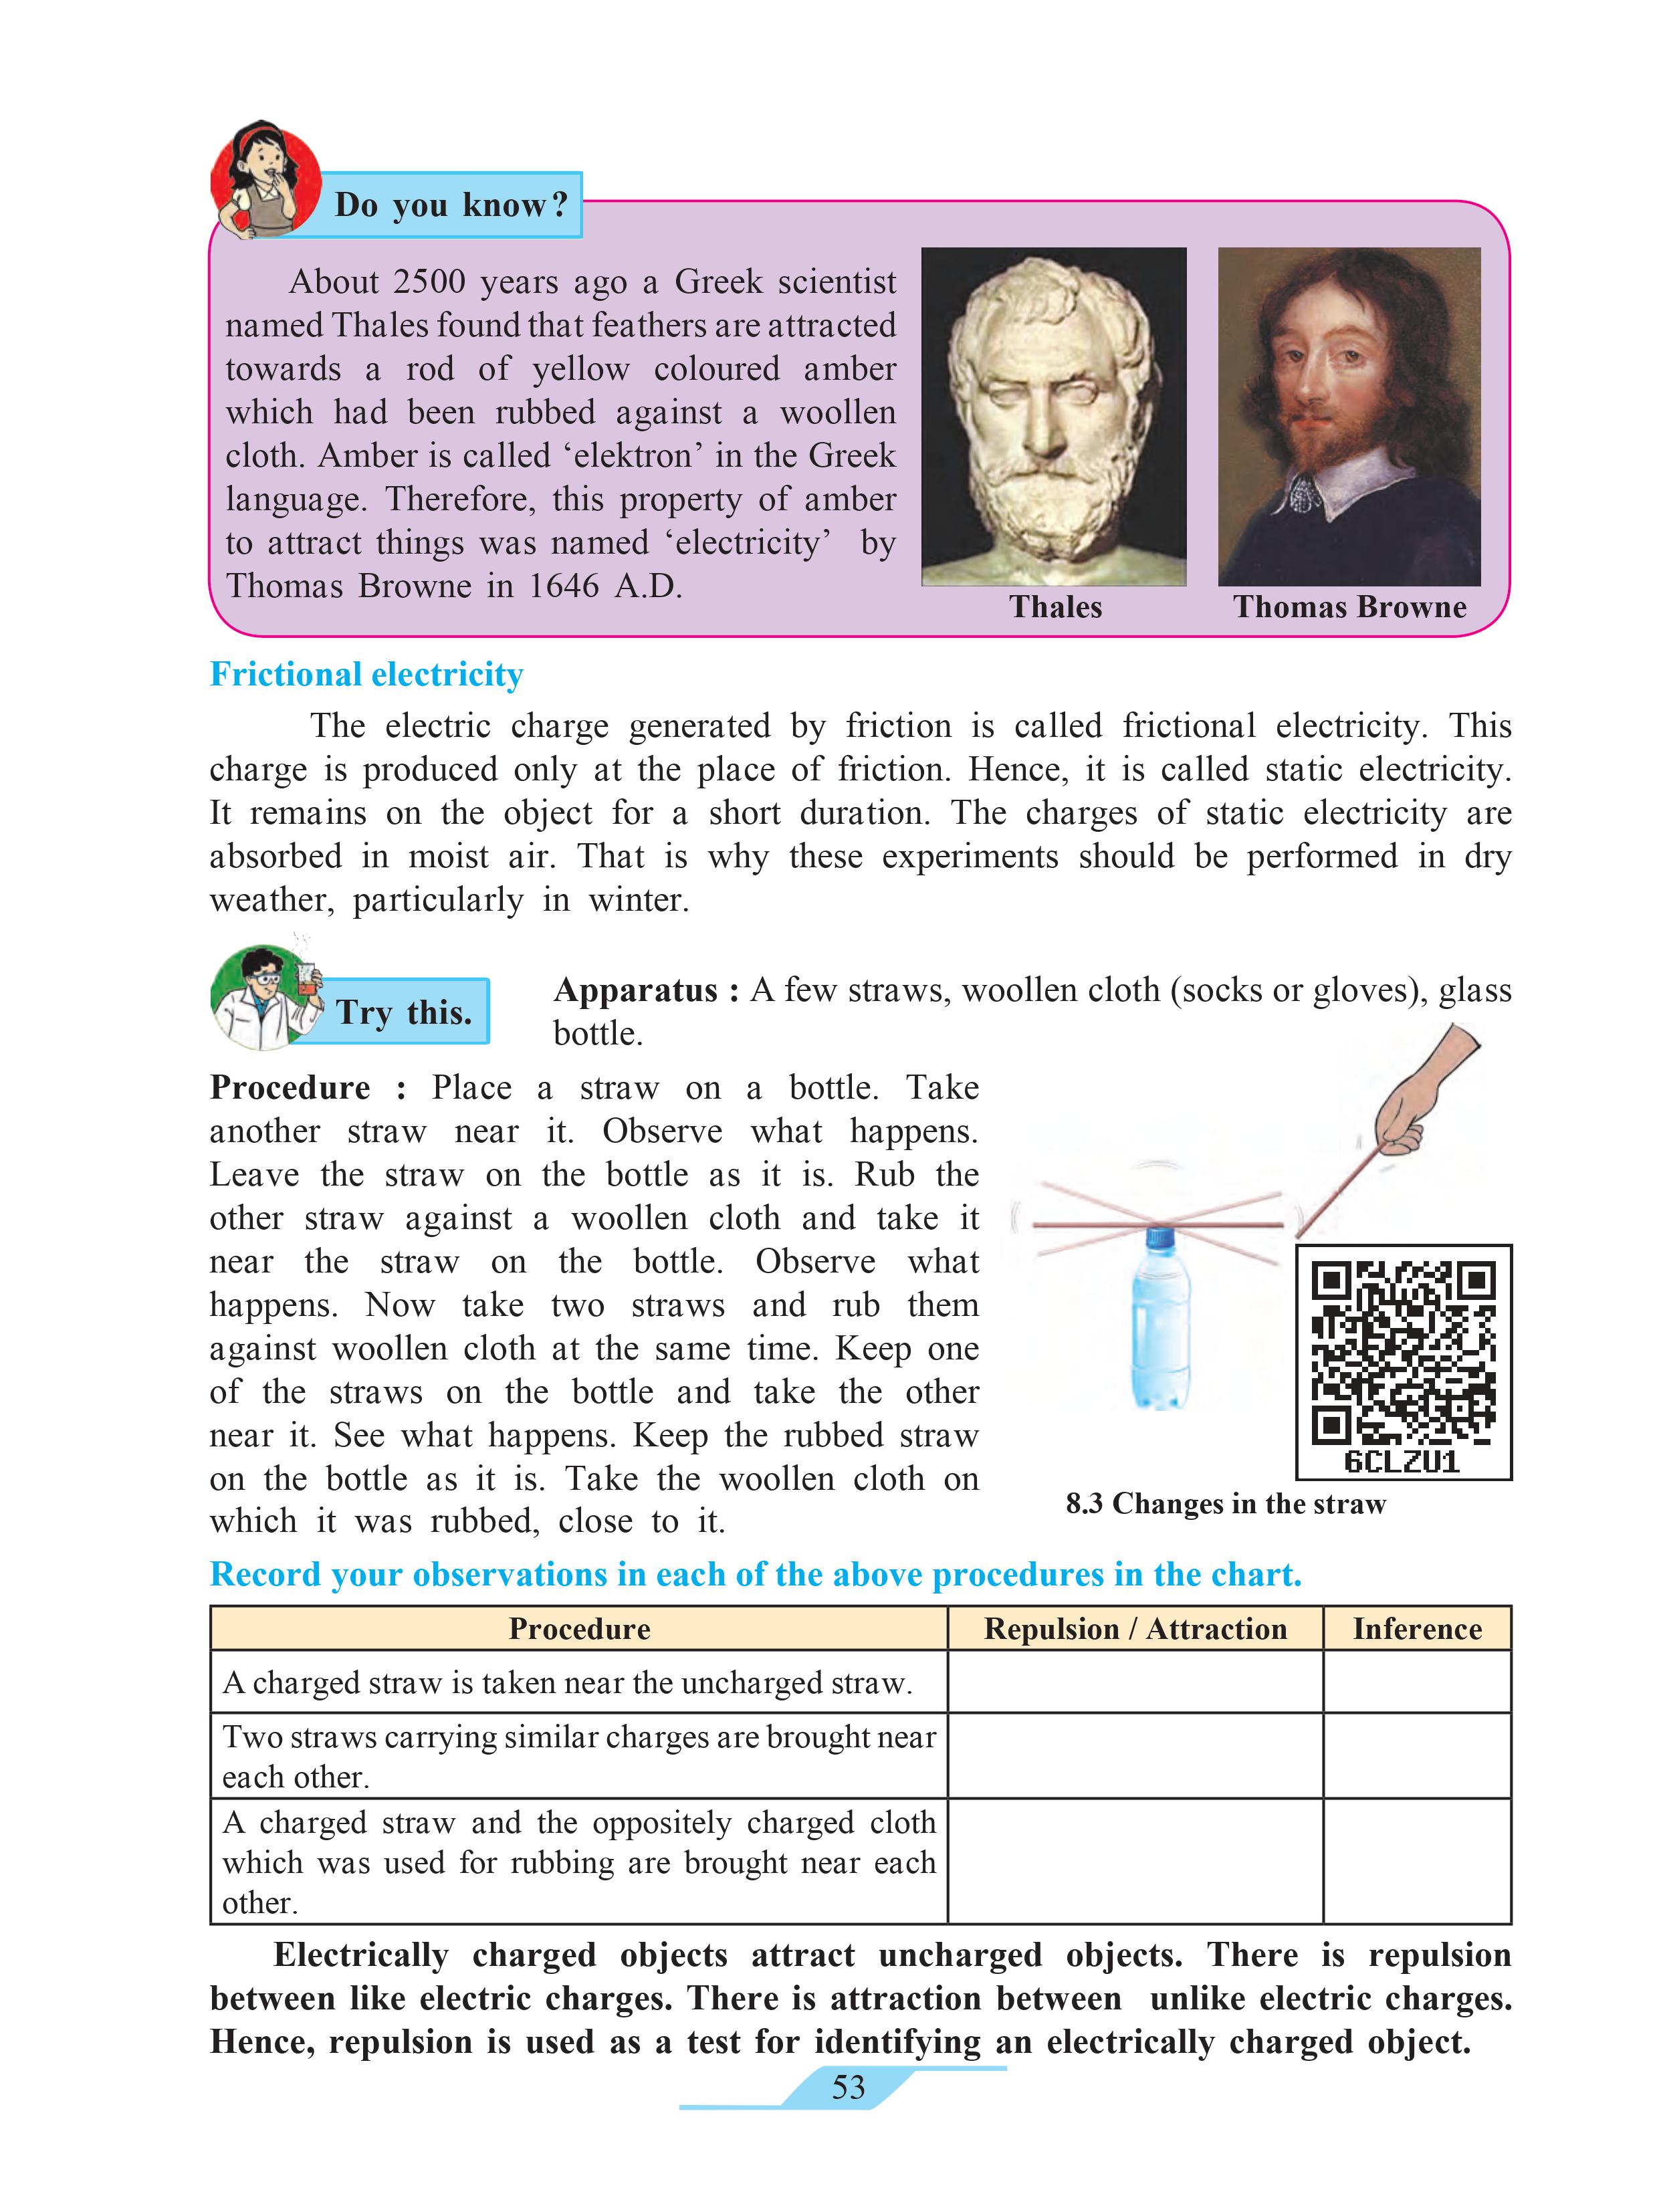 Do you know?
About 2500 years ago a Greek scientist
named Thales found that feathers are attracted
towards a rod of yellow coloured amber
which had been rubbed against a woollen
cloth. Amber is called ‘elektron’ in the Greek
language. Therefore, this property of amber
to attract things was named ‘electricity’ by
Thomas Browne in 1646 A.D.
Thales
Thomas Browne
Frictional electricity
The electric charge generated by friction is called frictional electricity. This
charge is produced only at the place of friction. Hence, it is called static electricity.
It remains on the object for a short duration. The charges of static electricity are
absorbed in moist air. That is why these experiments should be performed in dry
weather, particularly in winter.
Try this.
Apparatus : A few straws, woollen cloth (socks or gloves), glass
bottle.
Procedure : Place a straw on a bottle. Take
another straw near it. Observe what happens.
Leave the straw on the bottle as it is. Rub the
other straw against a woollen cloth and take it
near the straw on the bottle. Observe what
happens. Now take two straws and rub them
against woollen cloth at the same time. Keep one
of the straws on the bottle and take the other
near it. See what happens. Keep the rubbed straw
on the bottle as it is. Take the woollen cloth on
which it was rubbed, close to it.
6CLZU1
8.3 Changes in the straw
Record your observations in each of the above procedures in the chart.
Procedure
Repulsion / Attraction
Inference
A charged straw is taken near the uncharged straw.
Two straws carrying similar charges are brought near
each other.
A charged straw and the oppositely charged cloth
which was used for rubbing are brought near each
other.
Electrically charged objects attract uncharged objects. There is repulsion
between like electric charges. There is attraction between unlike electric charges.
Hence, repulsion is used as a test for identifying an electrically charged object.
53